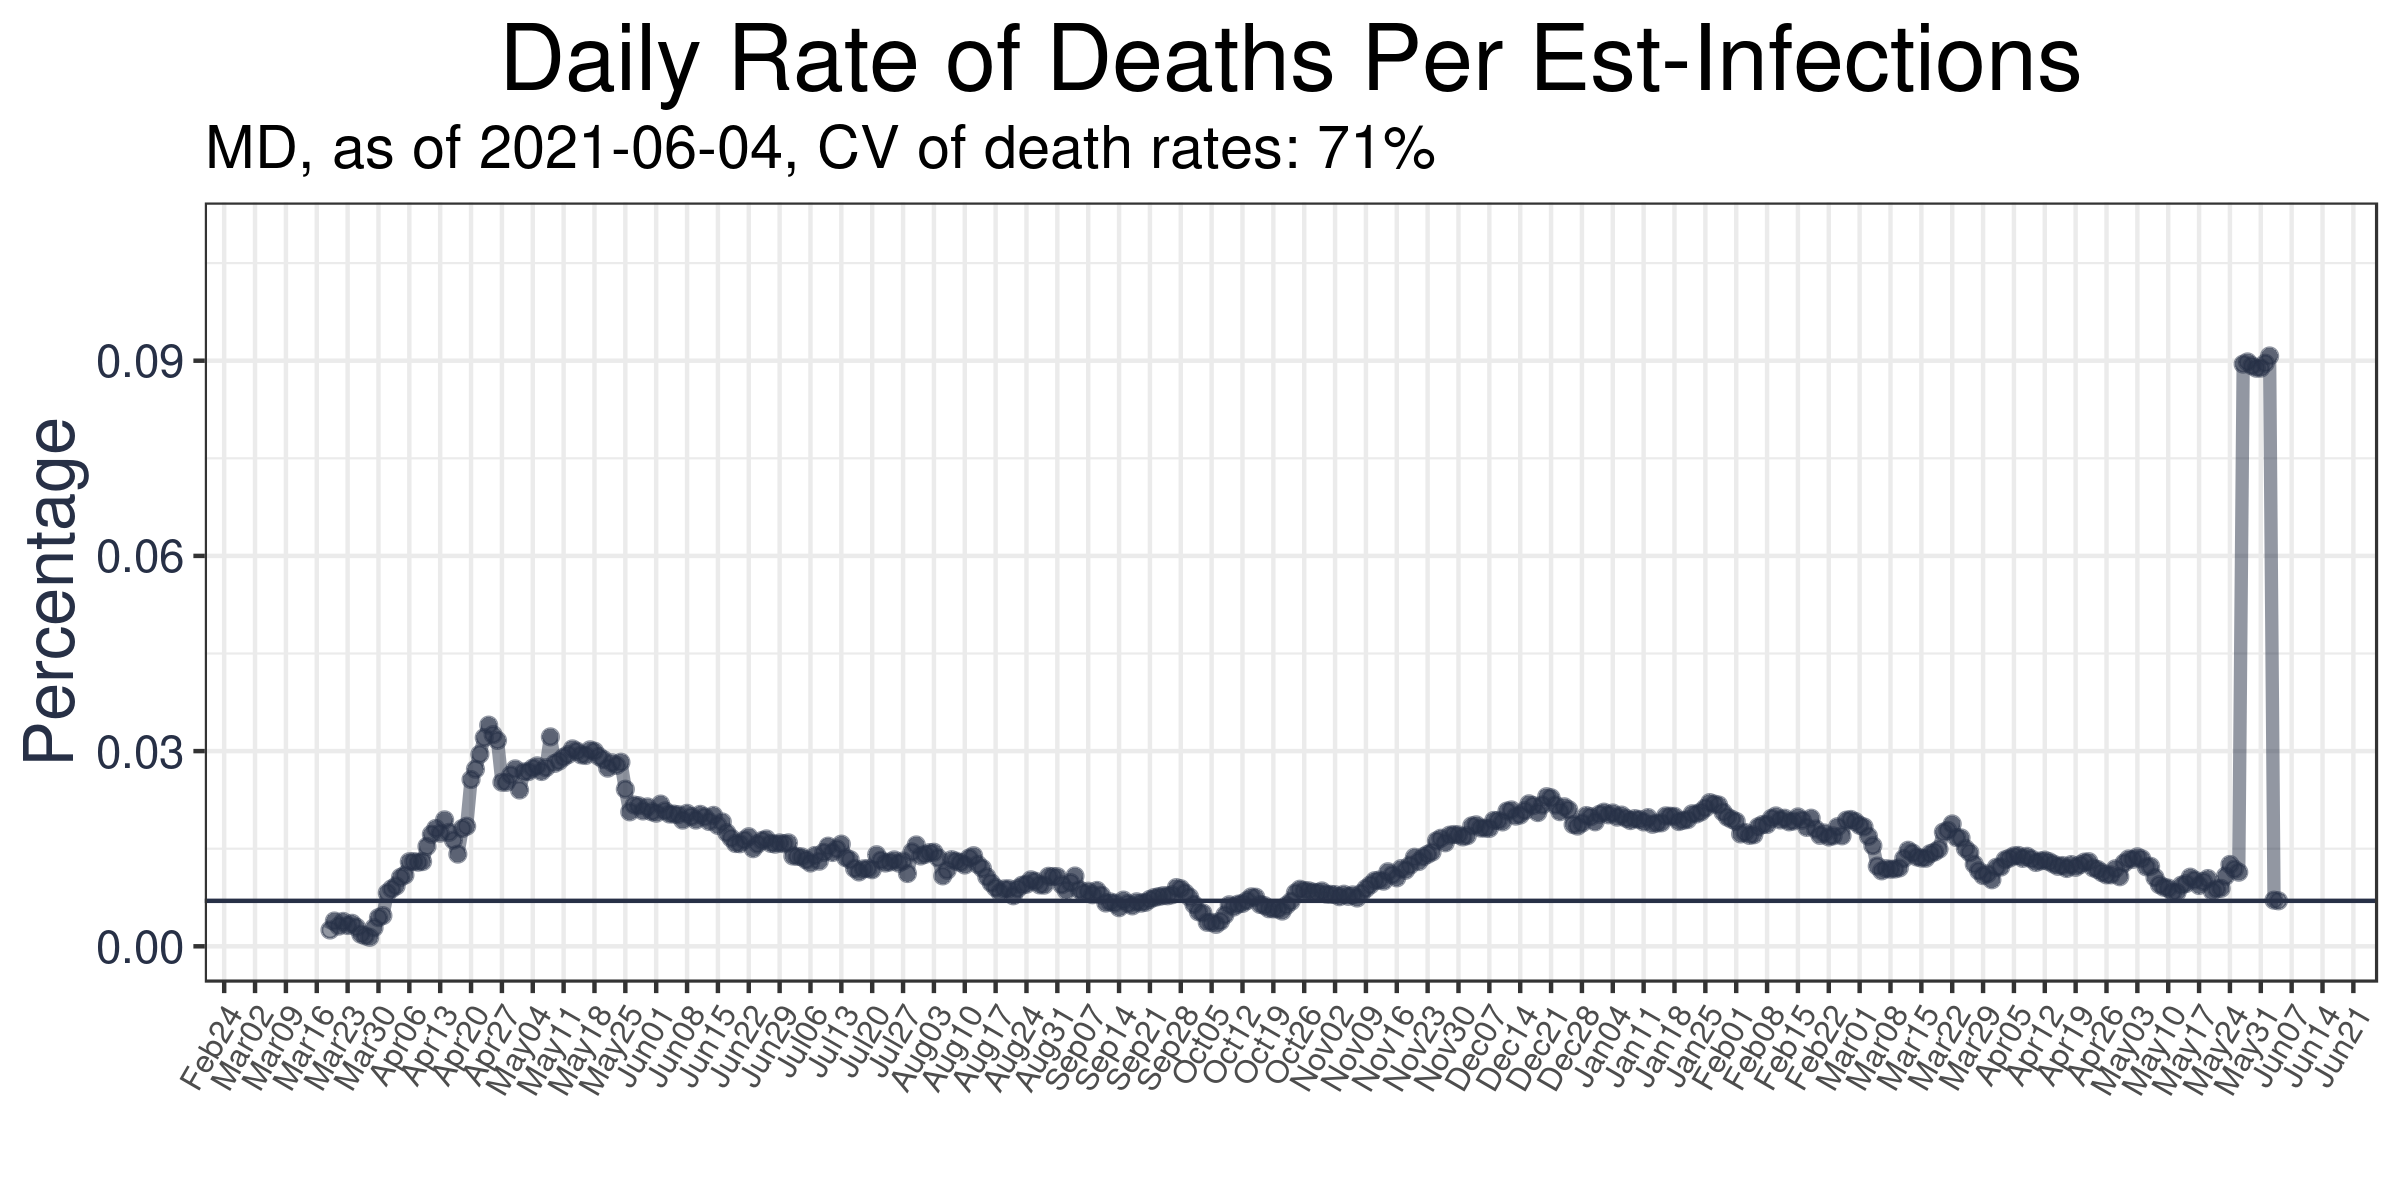 Daily Rate of Deaths Per Est-Infections
MD, as of 2021-06-04, CV of death rates: 71%
Percentage
0.09
0.06
0.03
0.00
Feb24
Mar02
Mar09
Mar16
Mar23
Mar30
Apr06
Apr13
Apr20
Apr27
May04
May11
May18
May25
Jun01
Jun08
Jun15
Jun22
Jun29
Jul06
Jul13
Jul20
Jul27
Aug03
Aug10
Aug17
Aug24
Aug31
Sep07
Sep14
Sep21
Sep28
Oct05
Oct12
Oct19
Oct26
Nov02
Nov09
Nov16
Nov23
Nov30
Dec07
Dec14
Dec21
Dec28
Jan04
Jan11
Jan18
Jan25
Feb01
Feb08
Feb15
Feb22
Mar01
Mar08
Mar15
Mar22
Mar29
Apr05
Apr12
Apr19
Apr26
May03
May10
May17
May24
May31
Jun07
Jun14
Jun21